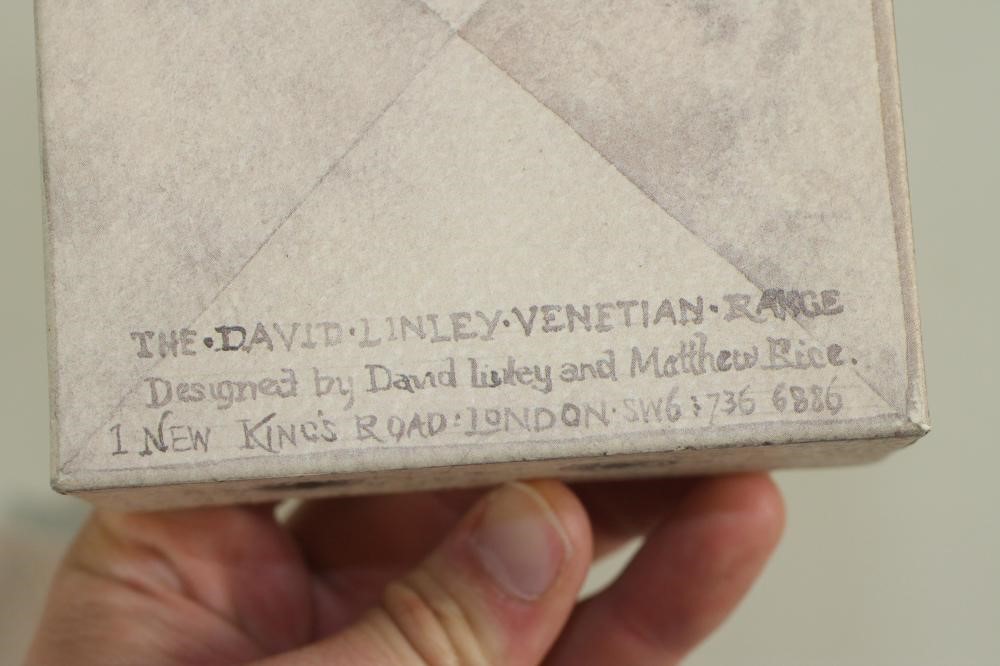 THE·DAVID·LINLEY·VENETIAN·RANGE
Designed by David Linley and Matthew Rice.
1 NEW KING'S ROAD:LONDON·SW6:736 6886